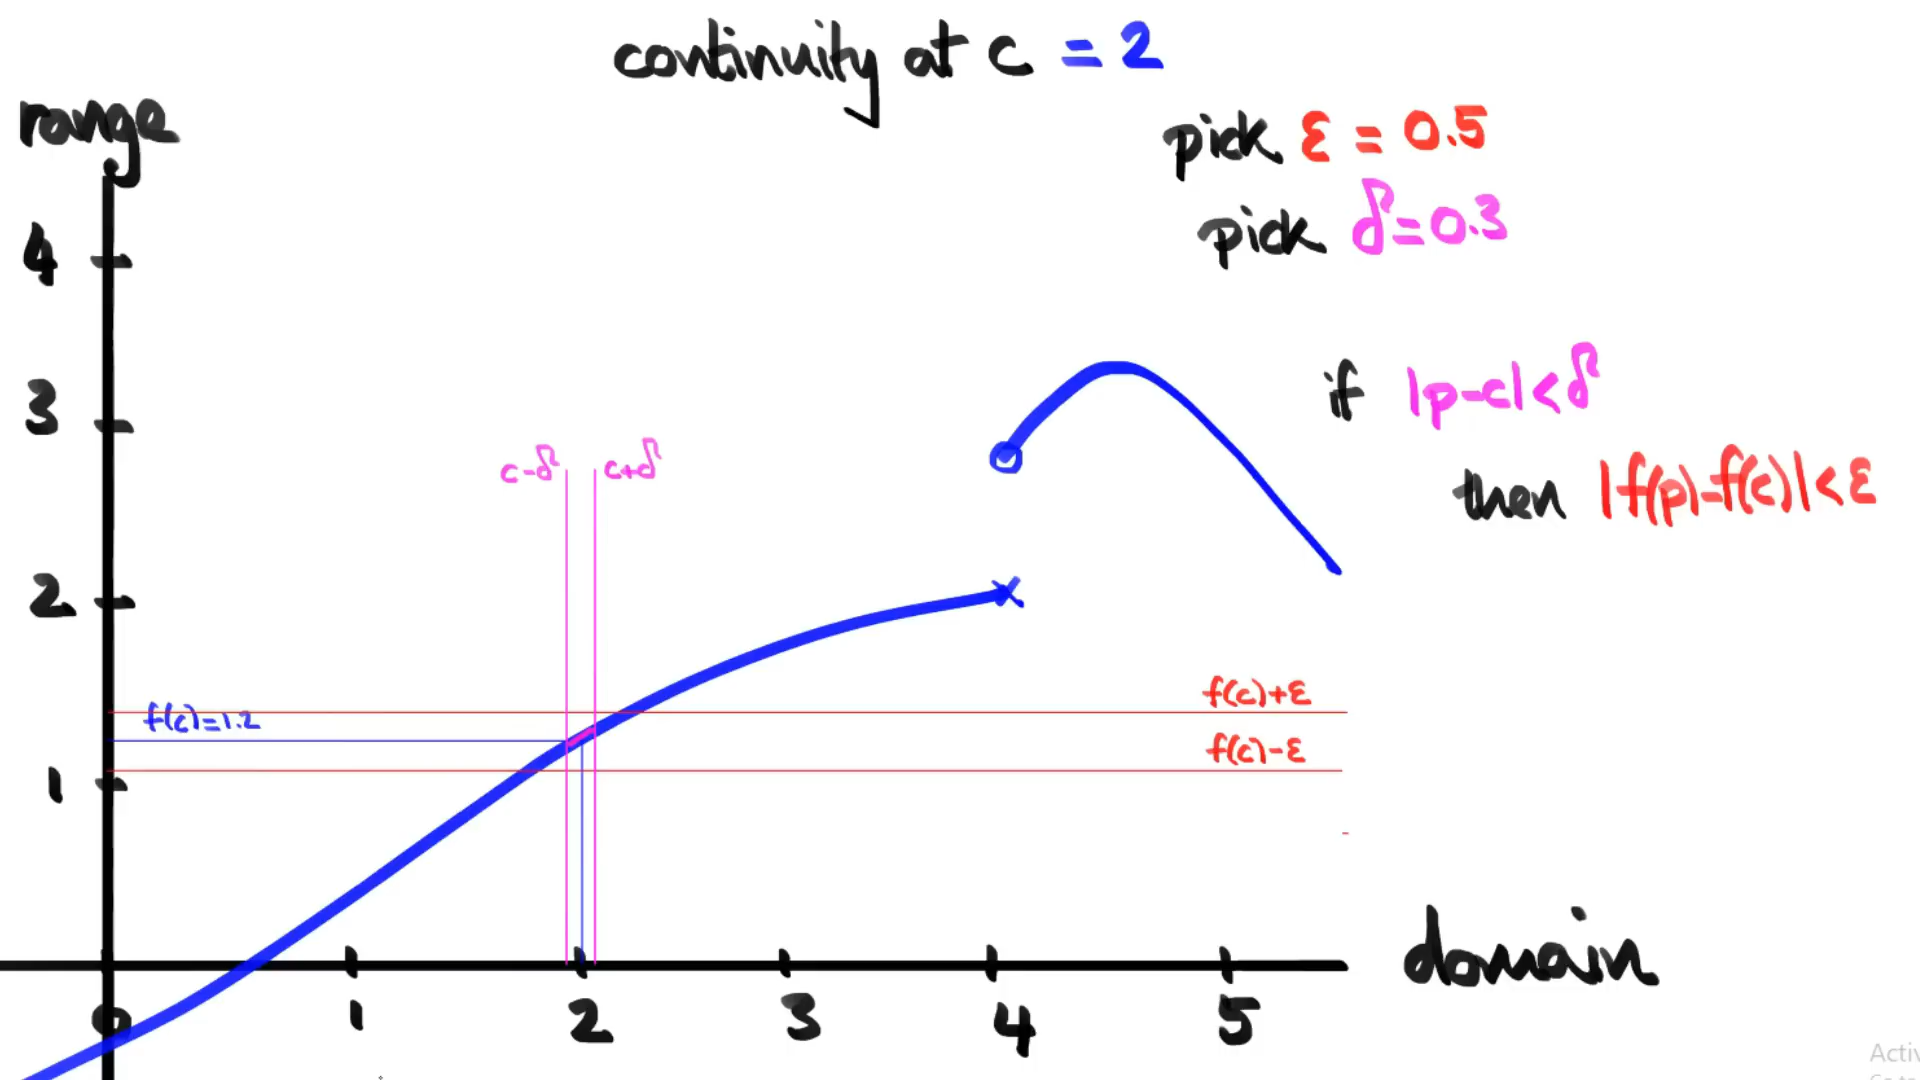 continuity at c = 2
range
pick ε = 0.5
pick δ = 0.3
4
if |p-c| < δ
3
c-δ c+δ
then |f(p)-f(c)| < ε
2
f(c)+ε
f(c)=1.2
f(c)-ε
1
domain
0 1 2 3 4 5
Activ